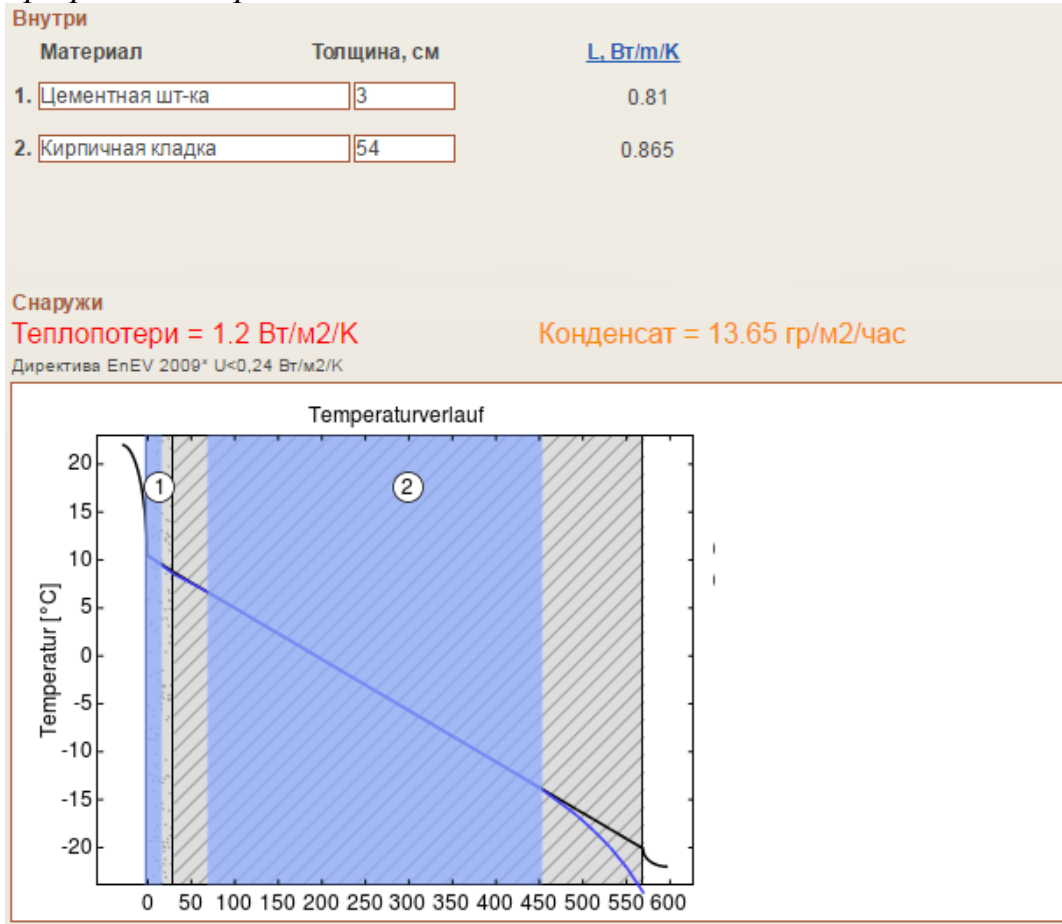 Внутри
Материал Толщина, см L, Вт/m/K
1. Цементная шт-ка 3 0.81
2. Кирпичная кладка 54 0.865
Снаружи
Теплопотери = 1.2 Вт/м2/K Конденсат = 13.65 гр/м2/час
Директива EnEV 2009* U<0,24 Вт/м2/K
Temperaturverlauf
Temperatur [°C]
20
15
10
5
0
-5
-10
-15
-20
1 2
0 50 100 150 200 250 300 350 400 450 500 550 600